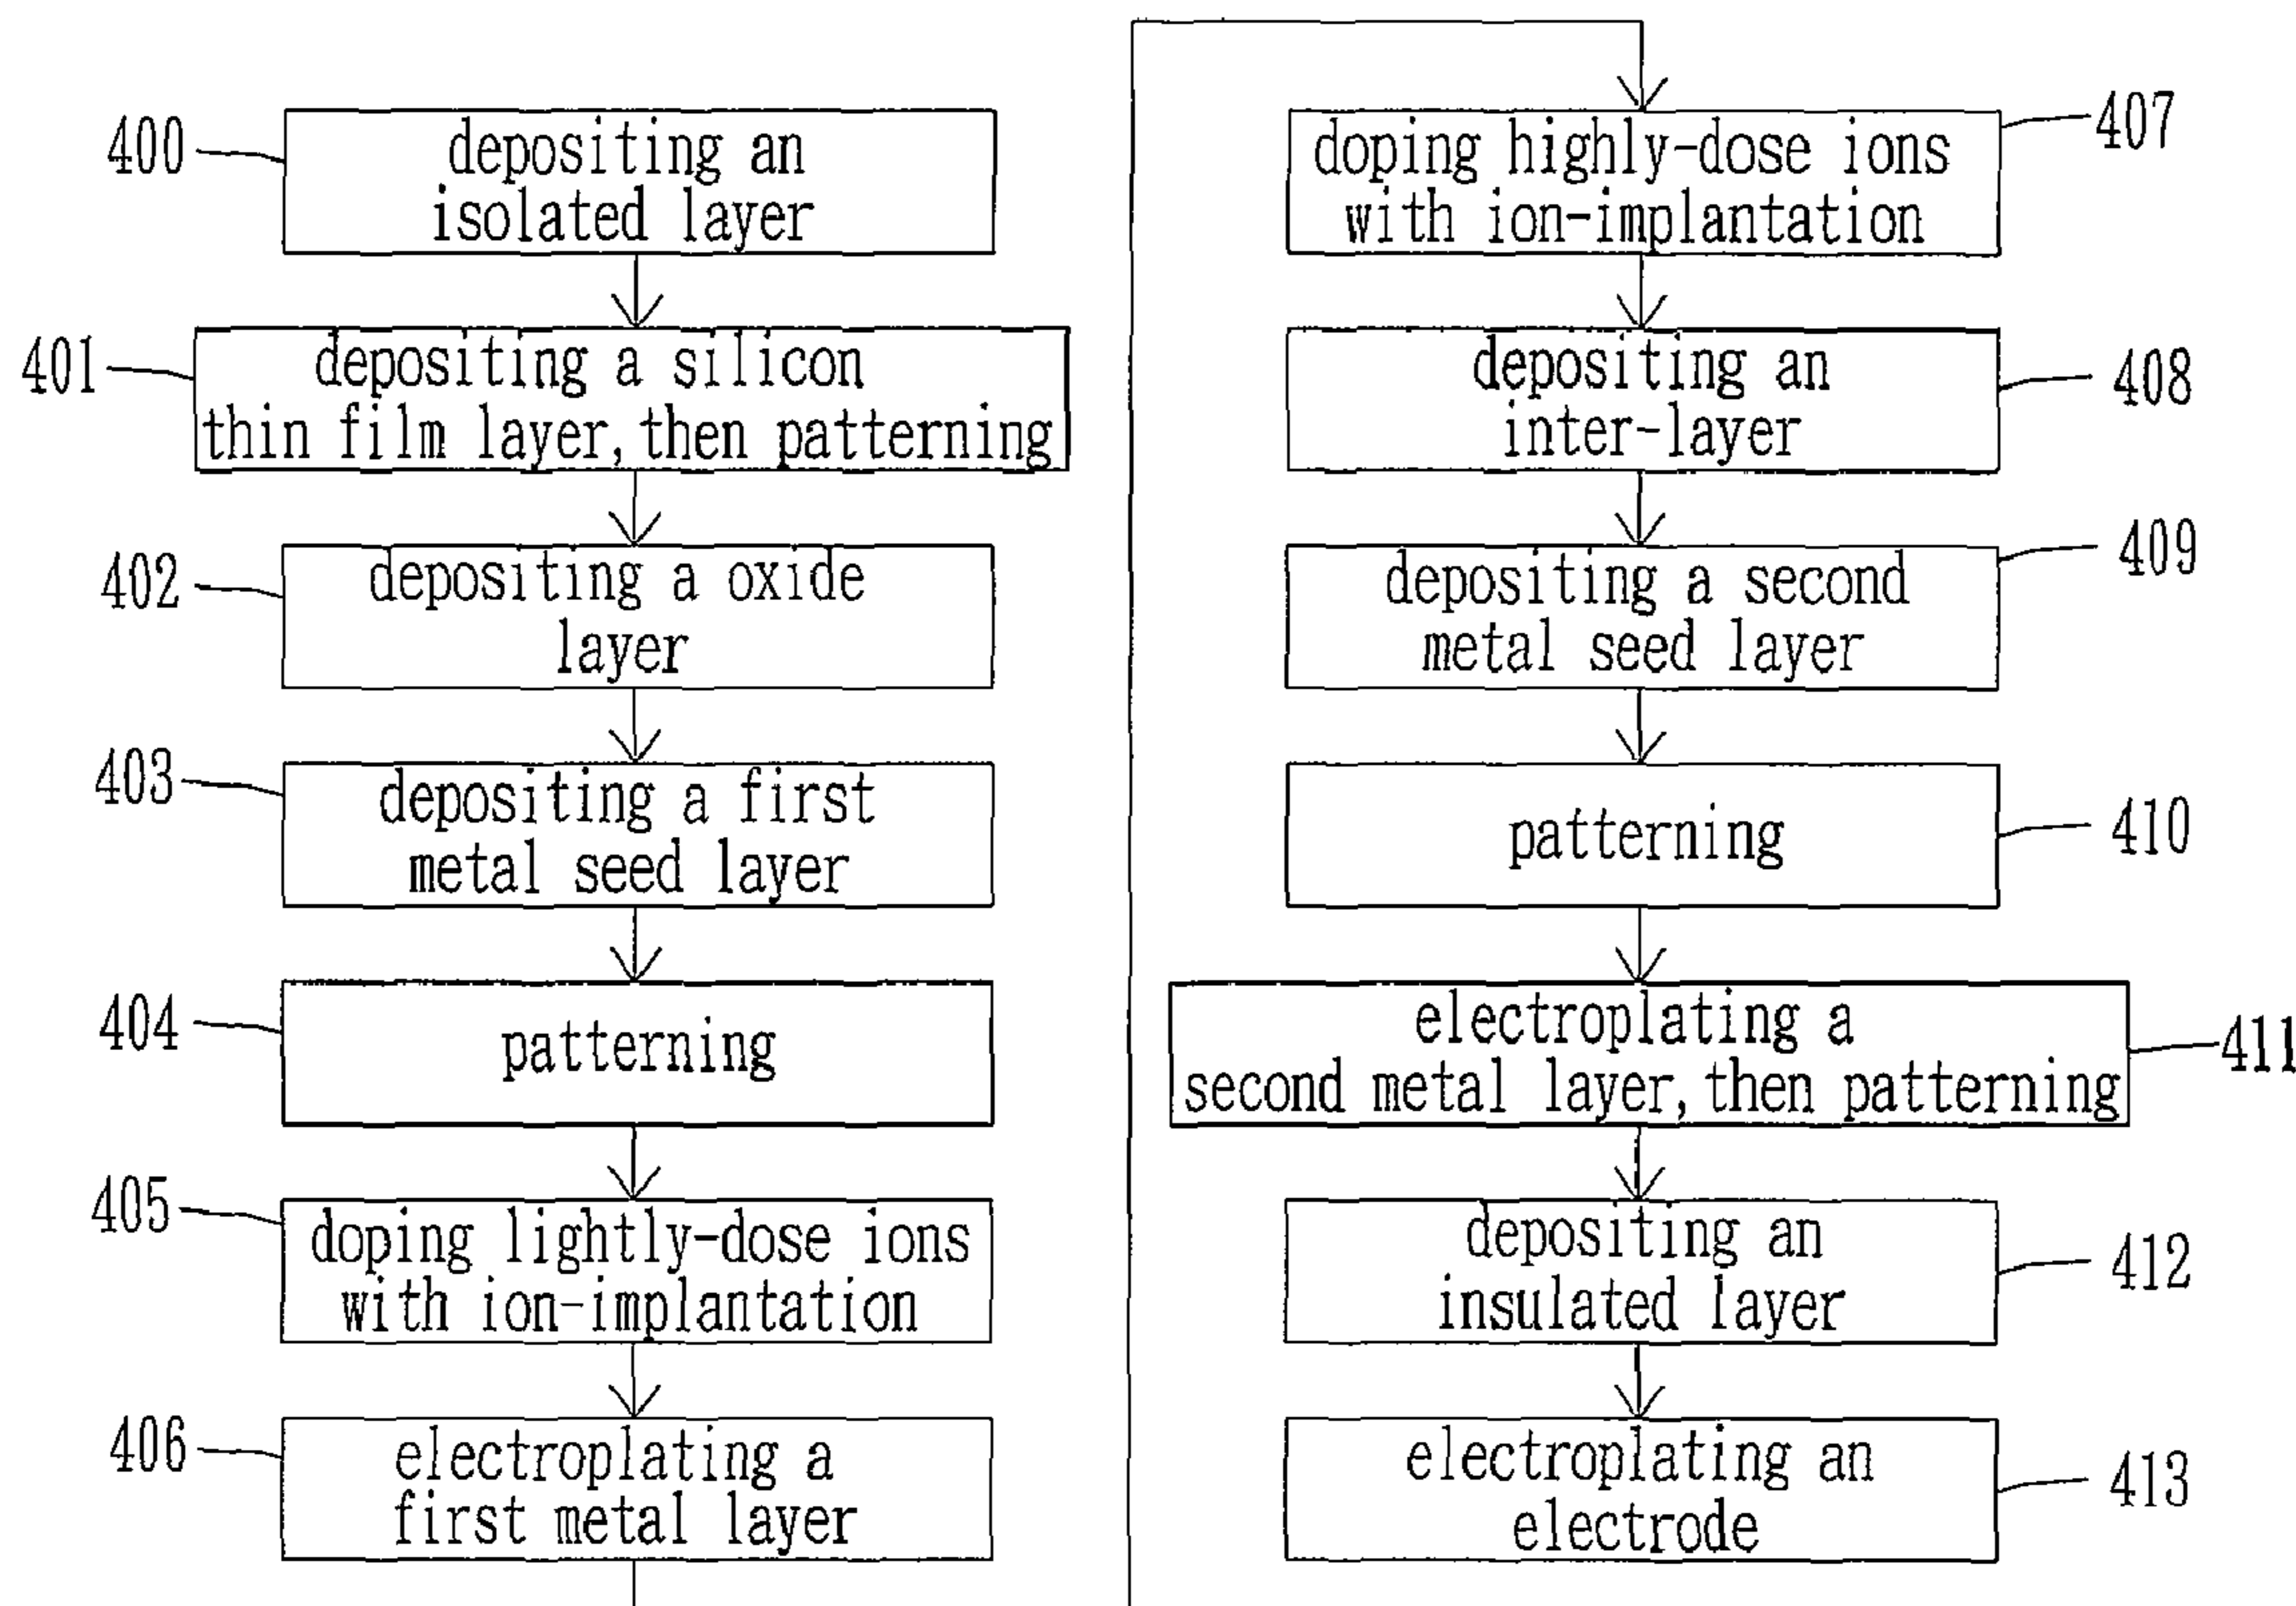 400
depositing an
isolated layer
401
depositing a silicon
thin film layer, then patterning
402
depositing a oxide
layer
403
depositing a first
metal seed layer
404
patterning
405
doping lightly-dose ions
with ion-implantation
406
electroplating a
first metal layer
407
doping highly-dose ions
with ion-implantation
408
depositing an
inter-layer
409
depositing a second
metal seed layer
410
patterning
411
electroplating a
second metal layer, then patterning
412
depositing an
insulated layer
413
electroplating an
electrode